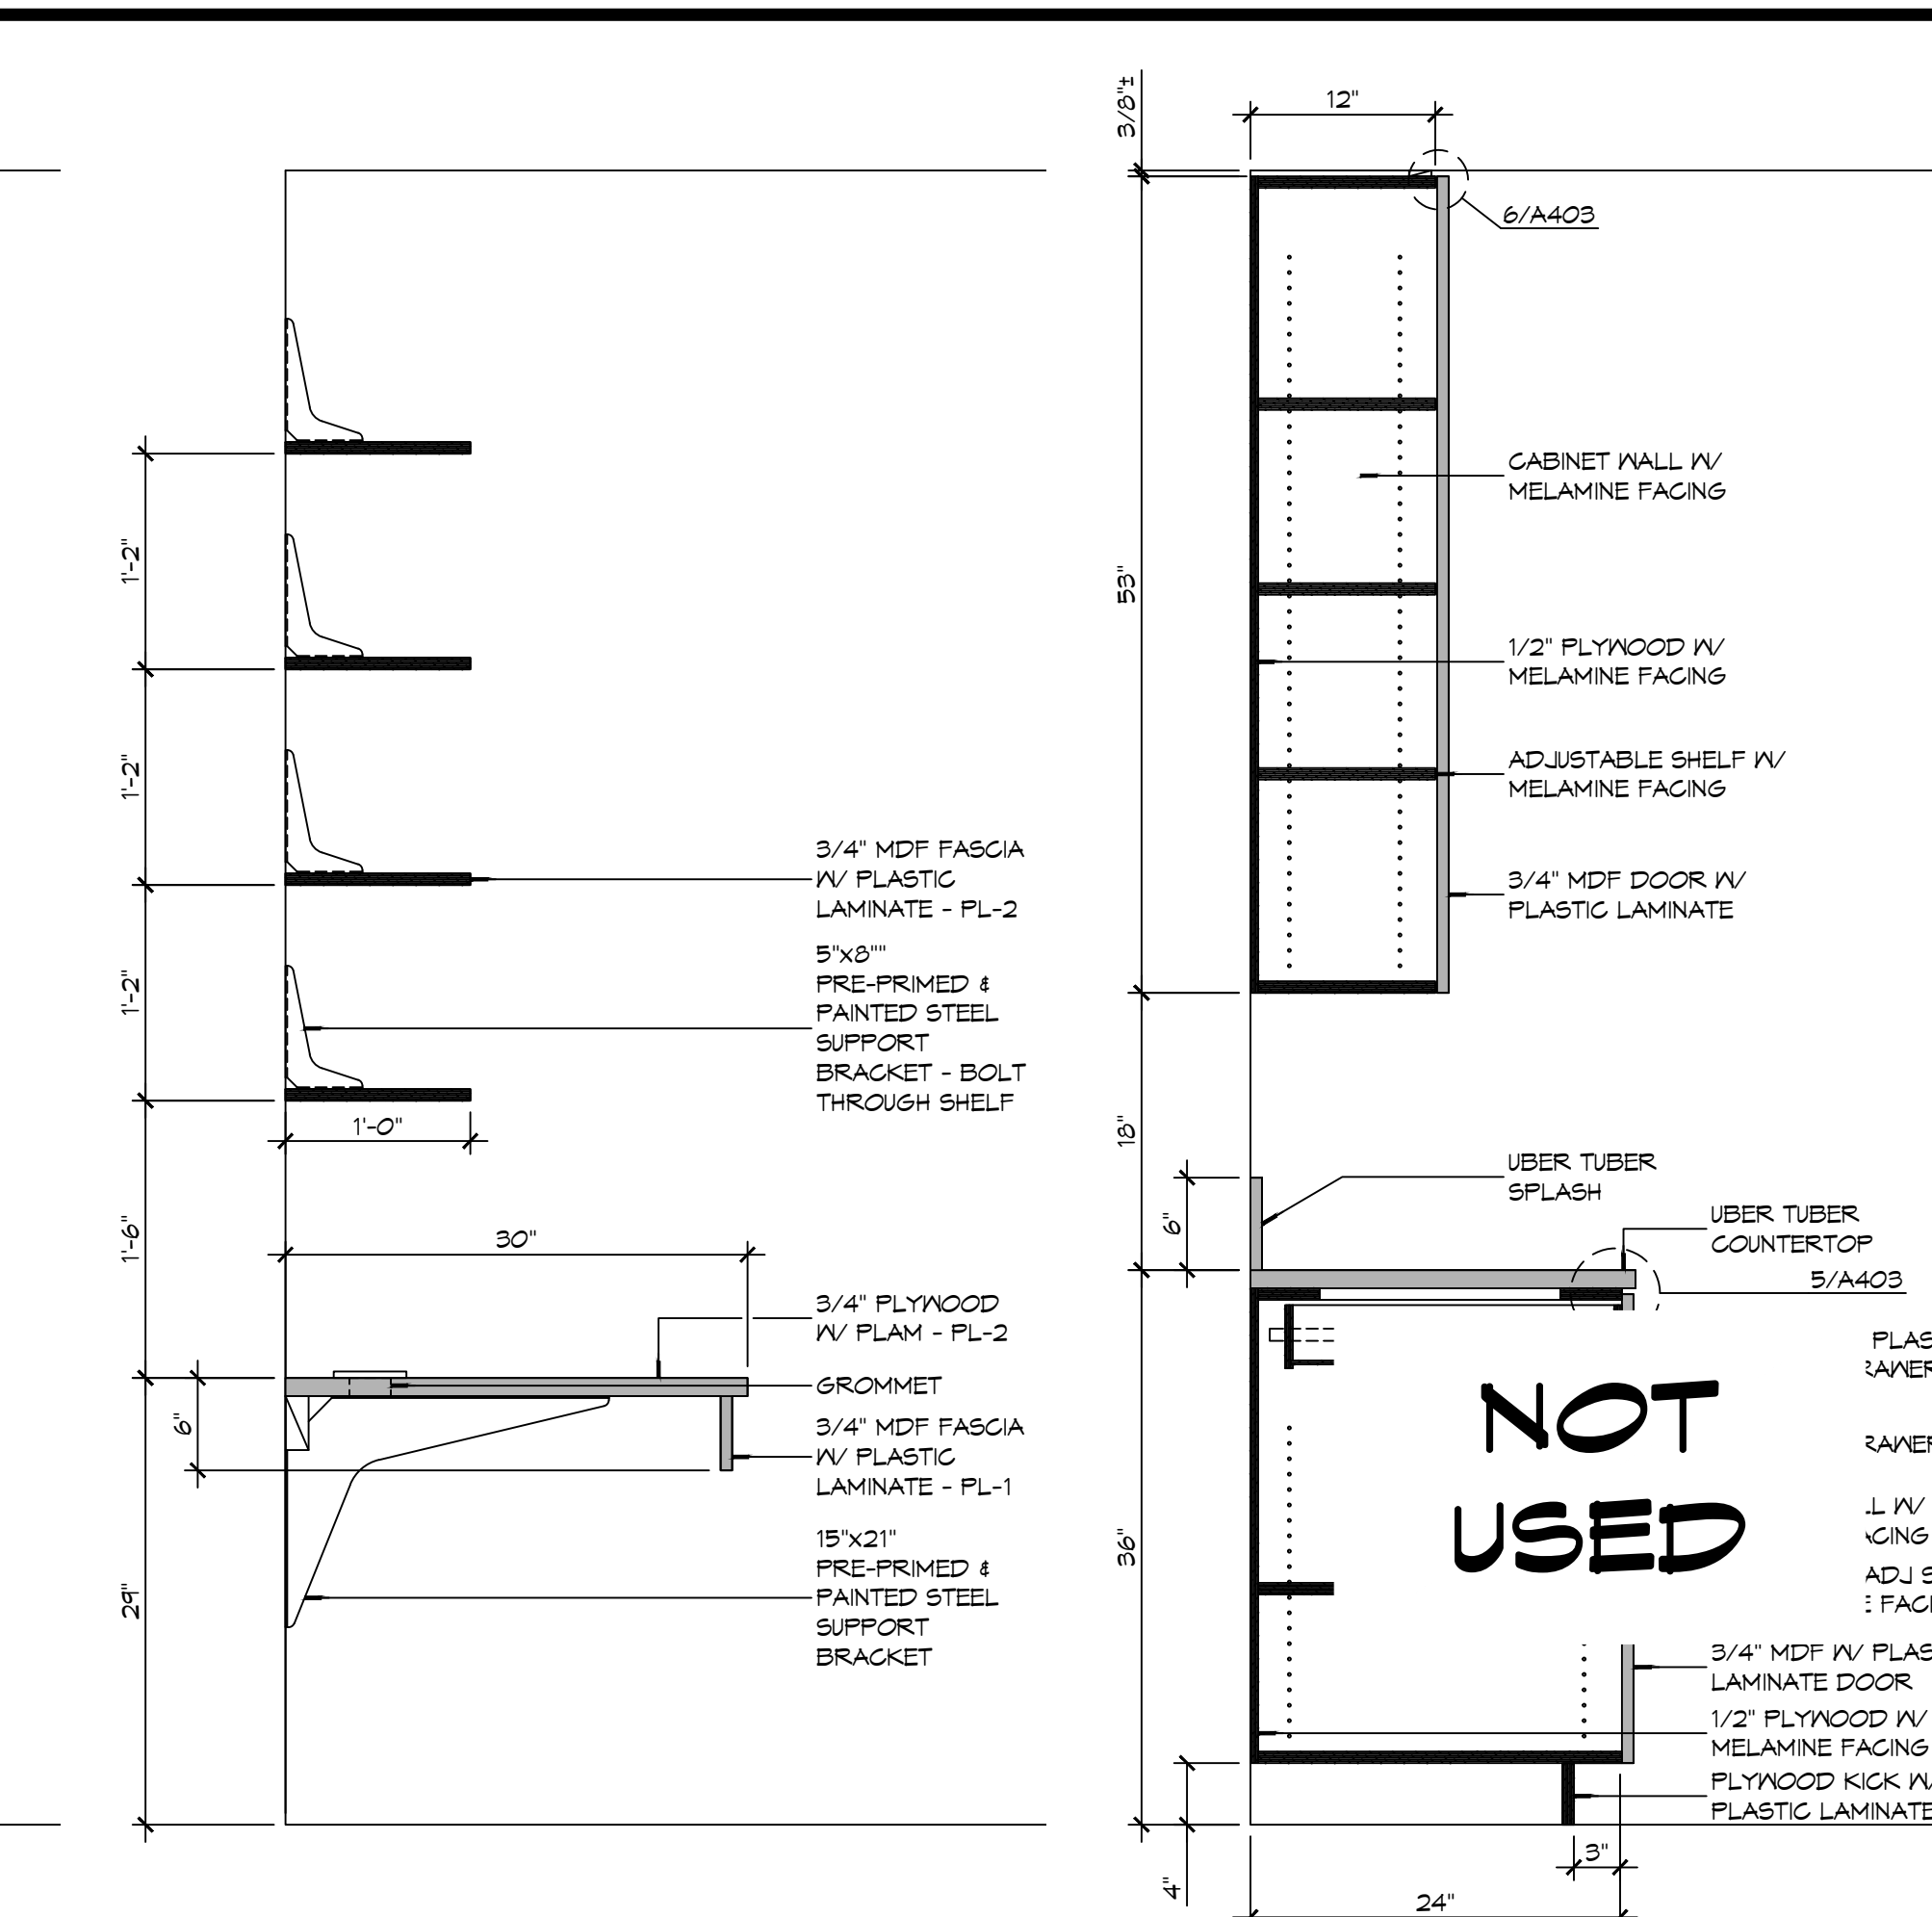 1'-2"
1'-2"
1'-2"
1'-6"
29"
6"
1'-0"
30"
3/4" MDF FASCIA
W/ PLASTIC
LAMINATE - PL-2
5"x8""
PRE-PRIMED &
PAINTED STEEL
SUPPORT
BRACKET - BOLT
THROUGH SHELF
3/4" PLYWOOD
W/ PLAM - PL-2
GROMMET
3/4" MDF FASCIA
W/ PLASTIC
LAMINATE - PL-1
15"x21"
PRE-PRIMED &
PAINTED STEEL
SUPPORT
BRACKET
3/8"±
12"
6/A403
53"
CABINET WALL W/
MELAMINE FACING
1/2" PLYWOOD W/
MELAMINE FACING
ADJUSTABLE SHELF W/
MELAMINE FACING
3/4" MDF DOOR W/
PLASTIC LAMINATE
18"
6"
UBER TUBER
SPLASH
UBER TUBER
COUNTERTOP
5/A403
36"
NOT
USED
W/
ADJ
3/4" MDF W/
LAMINATE DOOR
1/2" PLYWOOD W/
MELAMINE FACING
PLYWOOD KICK W/
PLASTIC LAMINATE
3"
4"
24"